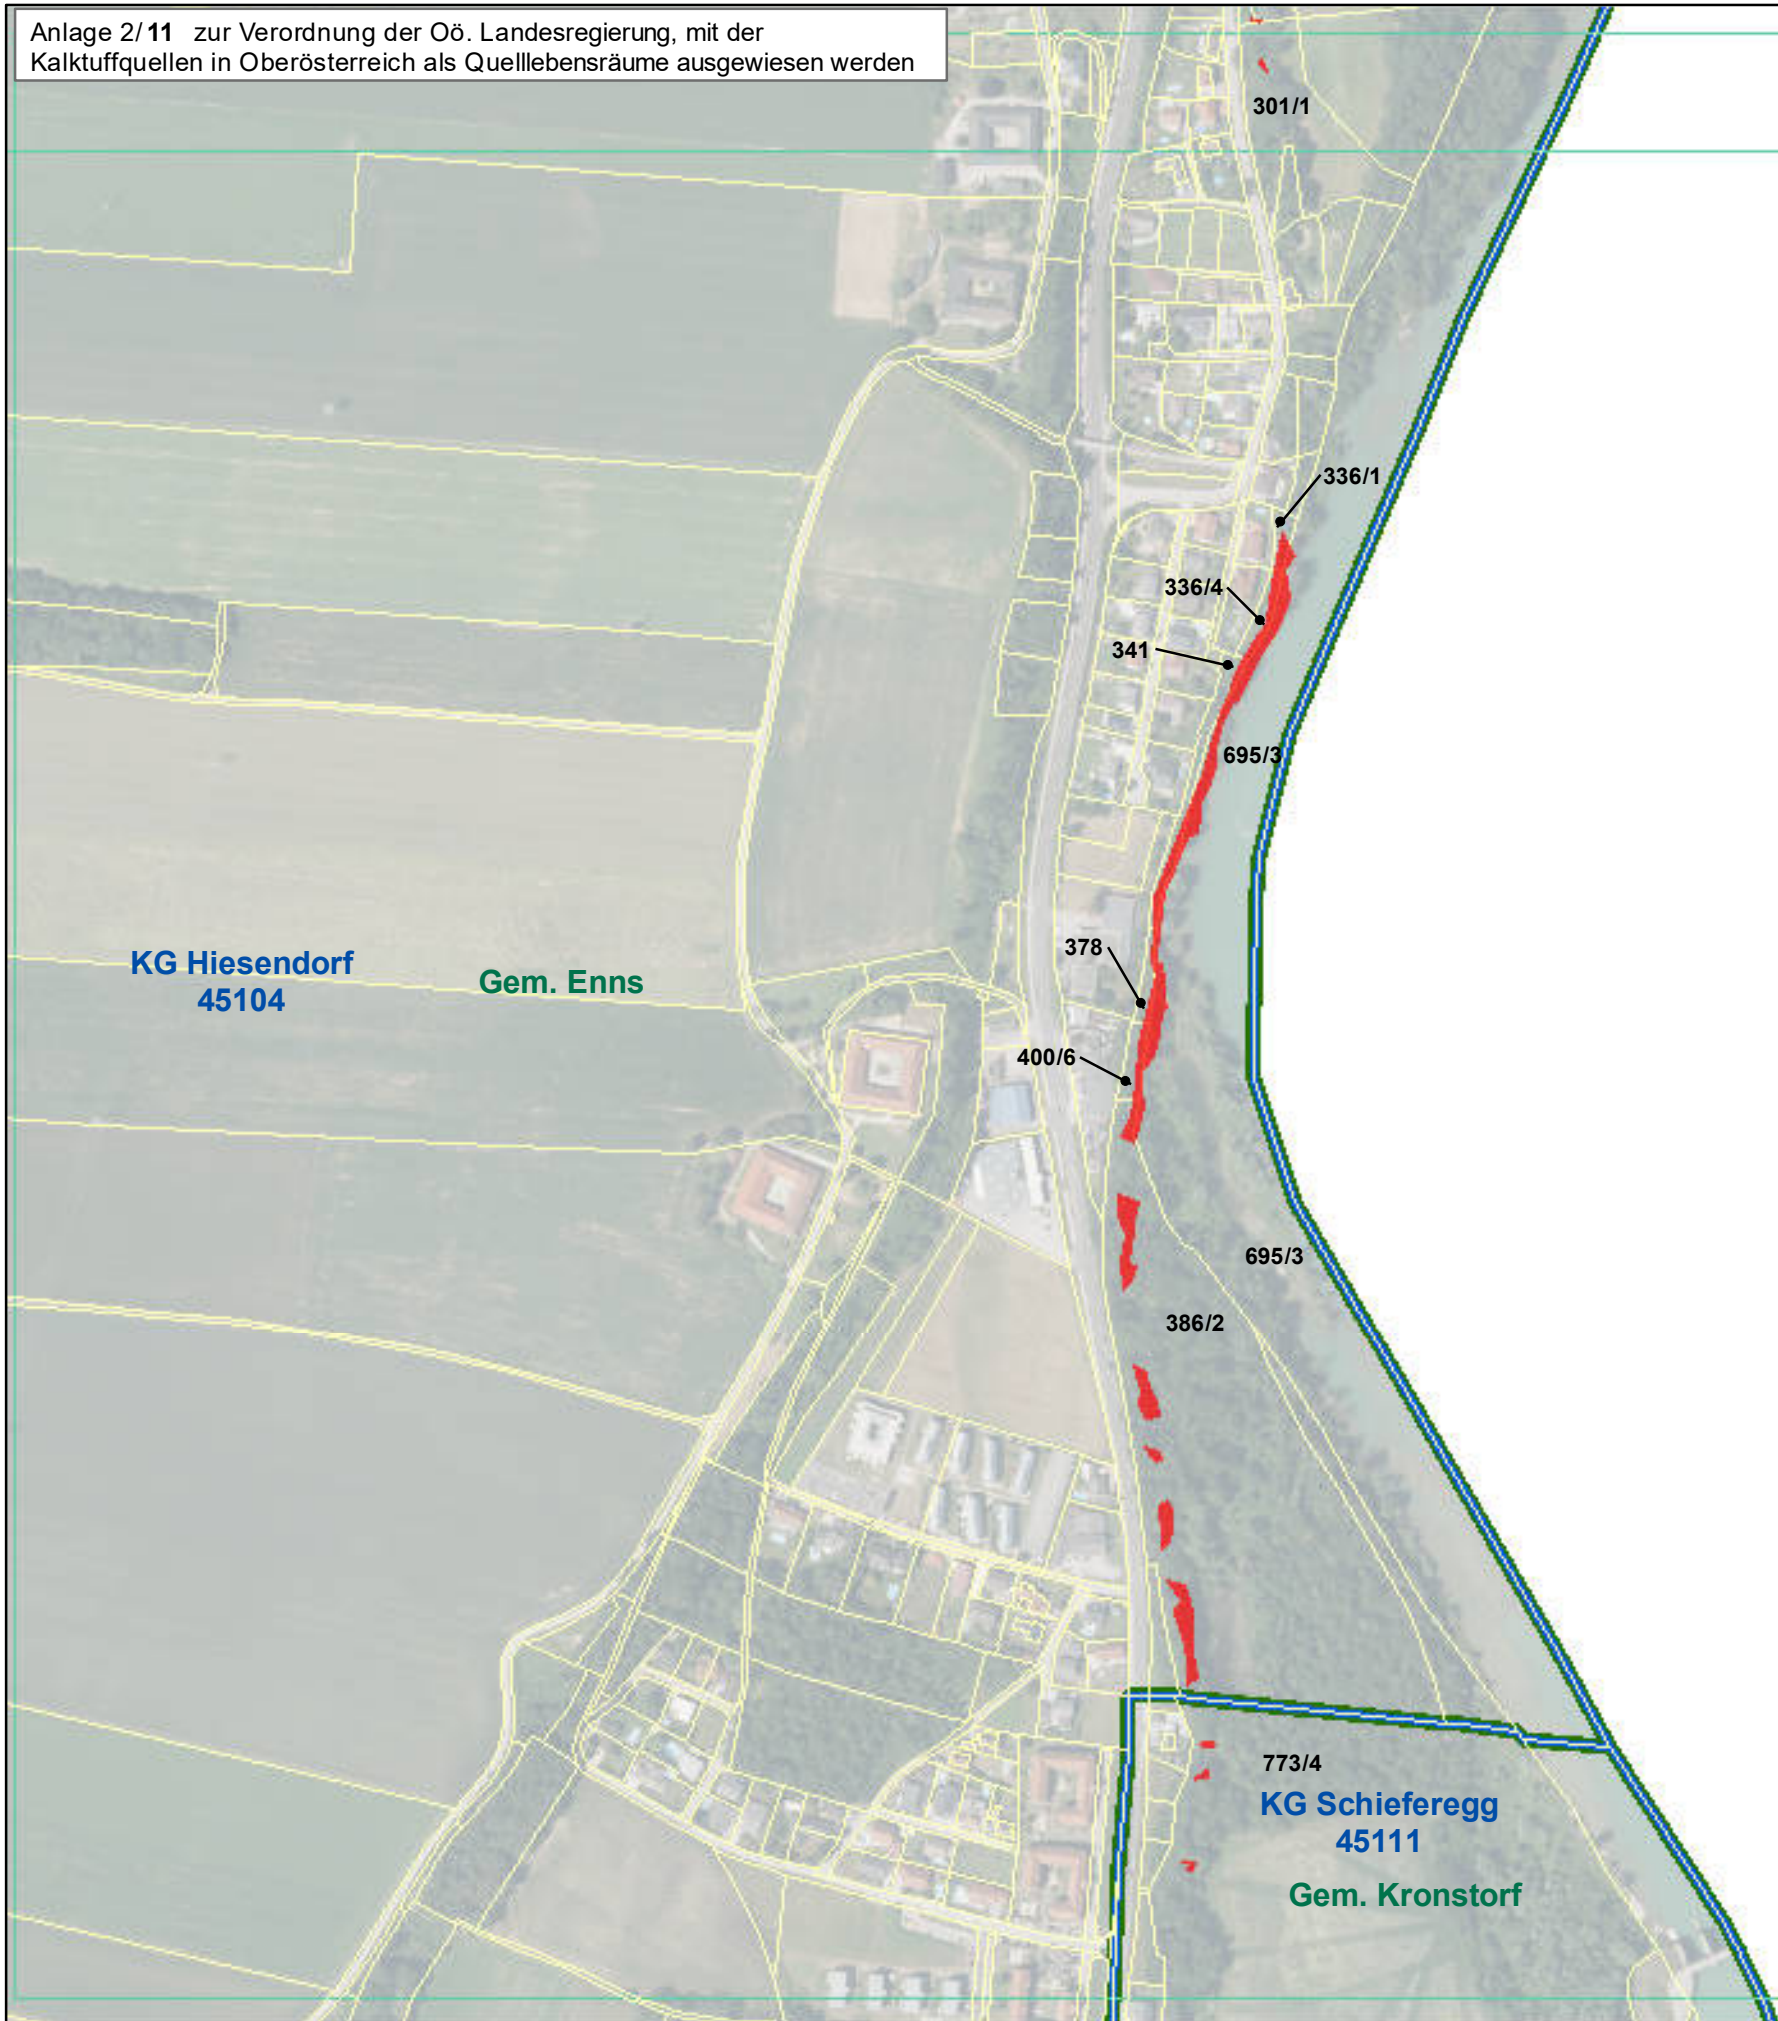 Anlage 2/11 zur Verordnung der Oö. Landesregierung, mit der
Kalktuffquellen in Oberösterreich als Quelllebensräume ausgewiesen werden
301/1
336/1
336/4
341
695/3
378
KG Hiesendorf
45104
Gem. Enns
400/6
695/3
386/2
773/4
KG Schieferegg
45111
Gem. Kronstorf